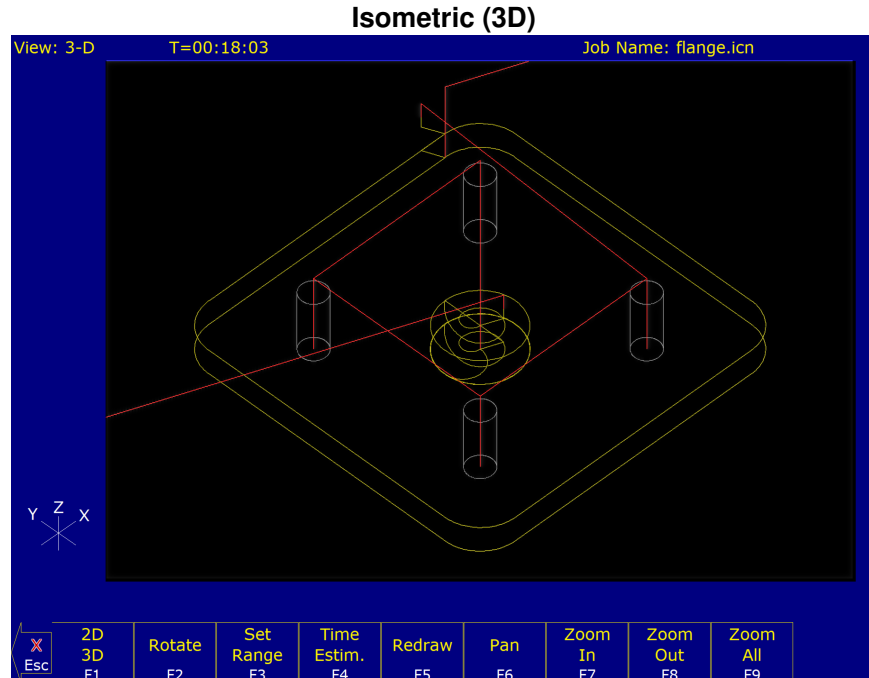 Isometric (3D)
View: 3-D T=00:18:03 Job Name: flange.icn
Y Z X
X Esc
2D 3D F1
Rotate F2
Set Range F3
Time Estim. F4
Redraw F5
Pan F6
Zoom In F7
Zoom Out F8
Zoom All F9